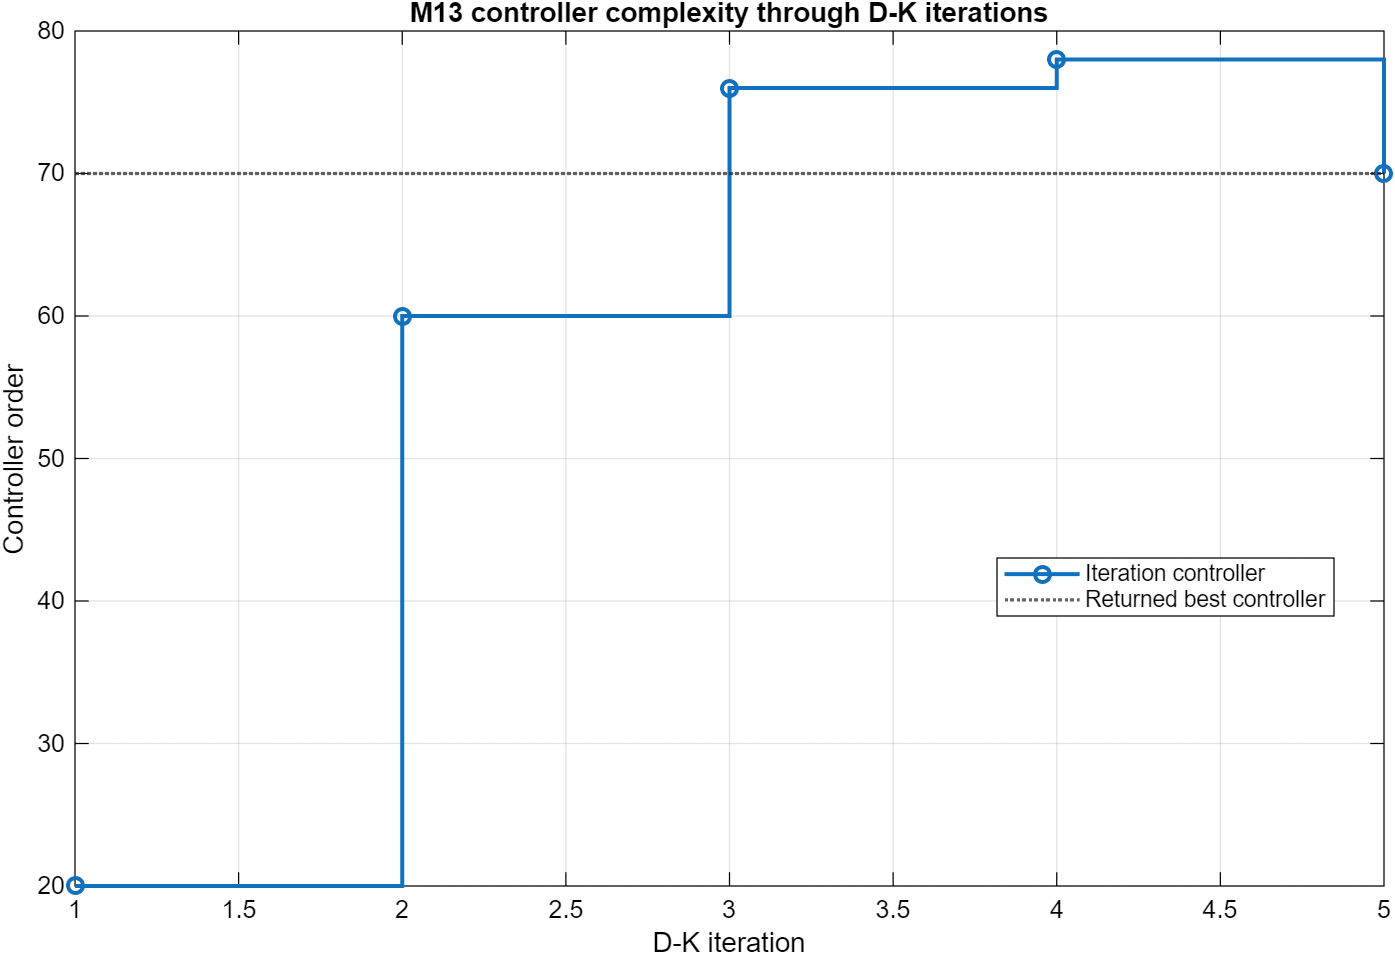 M13 controller complexity through D-K iterations
80
70
60
50
40
30
20
Controller order
Iteration controller
Returned best controller
1 1.5 2 2.5 3 3.5 4 4.5 5
D-K iteration